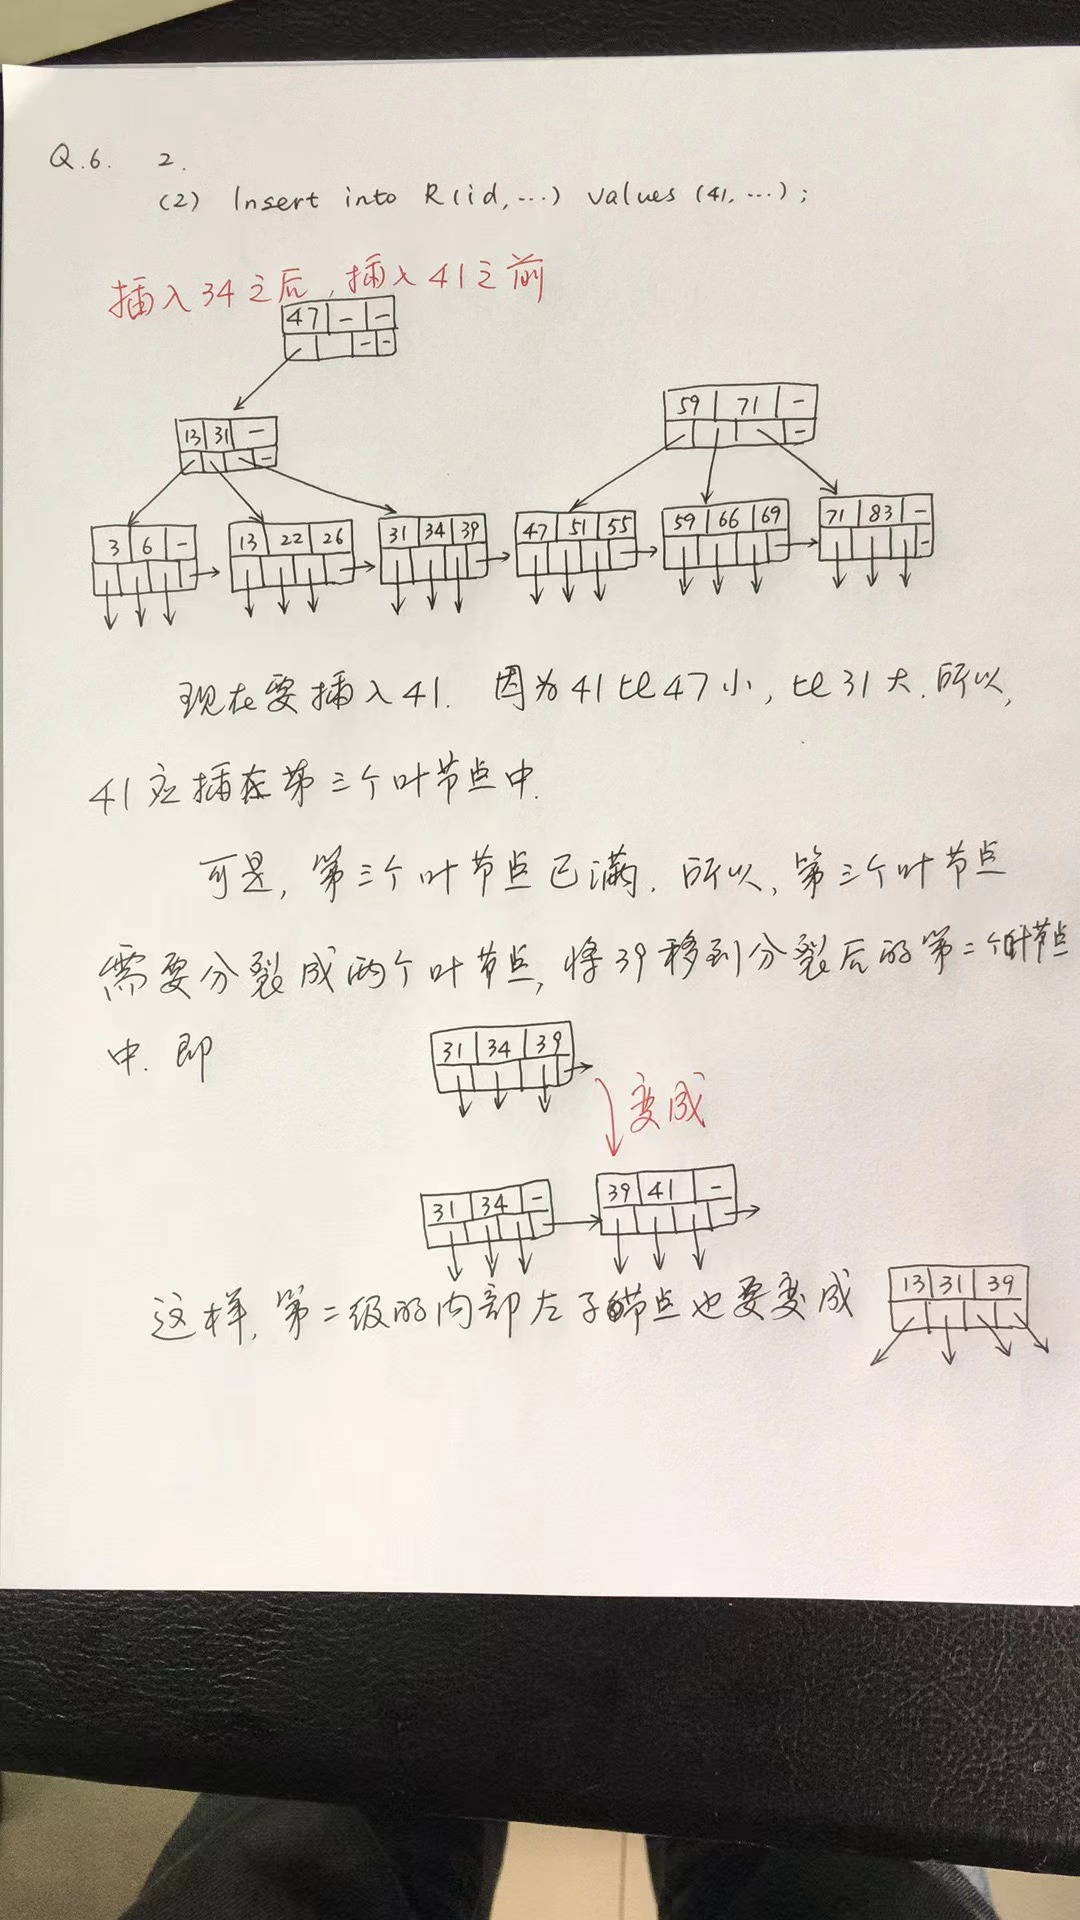 Q.6. 2.
(2) Insert into R(id, ...) values (41, ...);
插入34之后,插入41之前
47 - -
- -
13 31 -
-
59 71 -
-
3 6 -
13 22 26
31 34 39
47 51 55
59 66 69
71 83 -
-
现在要插入41. 因为41比47小, 比31大. 所以,
41应插在第三个叶节点中.
可是, 第三个叶节点已满. 所以, 第三个叶节点
需要分裂成两个叶节点, 将39移到分裂后的第二个叶节点
中. 即
31 34 39
变成
31 34 -
39 41 -
这样, 第二级的内部左子节点也要变成
13 31 39